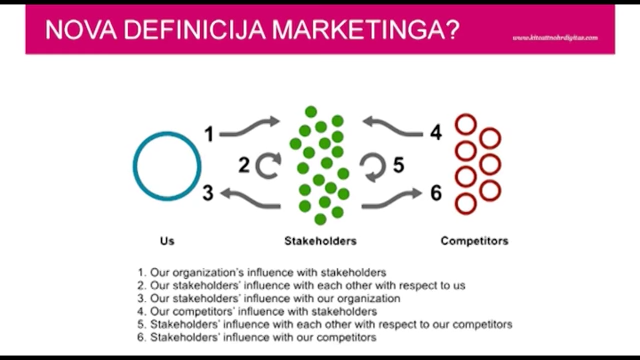 NOVA DEFINICIJA MARKETINGA?
1
4
2
5
3
6
Us
Stakeholders
Competitors
1. Our organization's influence with stakeholders
2. Our stakeholders' influence with each other with respect to us
3. Our stakeholders' influence with our organization
4. Our competitors' influence with stakeholders
5. Stakeholders' influence with each other with respect to our competitors
6. Stakeholders' influence with our competitors